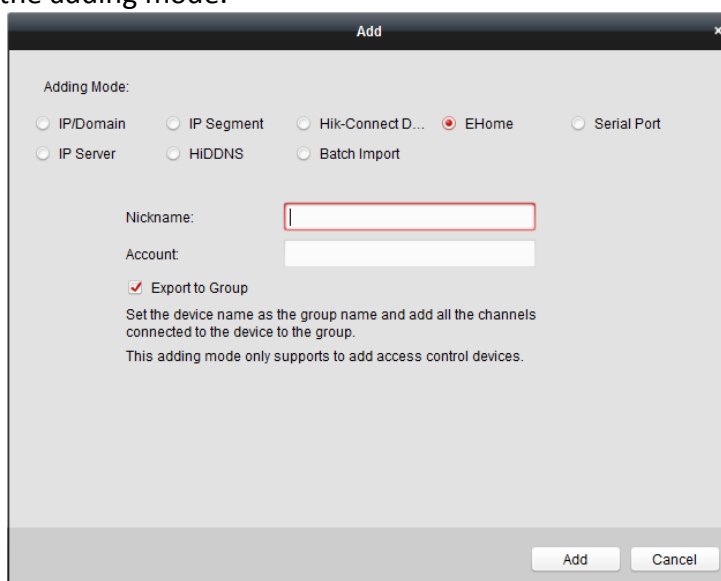 the adding mode.
Add
Adding Mode:
IP/Domain IP Segment Hik-Connect D... EHome Serial Port
IP Server HiDDNS Batch Import
Nickname:
Account:
Export to Group
Set the device name as the group name and add all the channels
connected to the device to the group.
This adding mode only supports to add access control devices.
Add Cancel